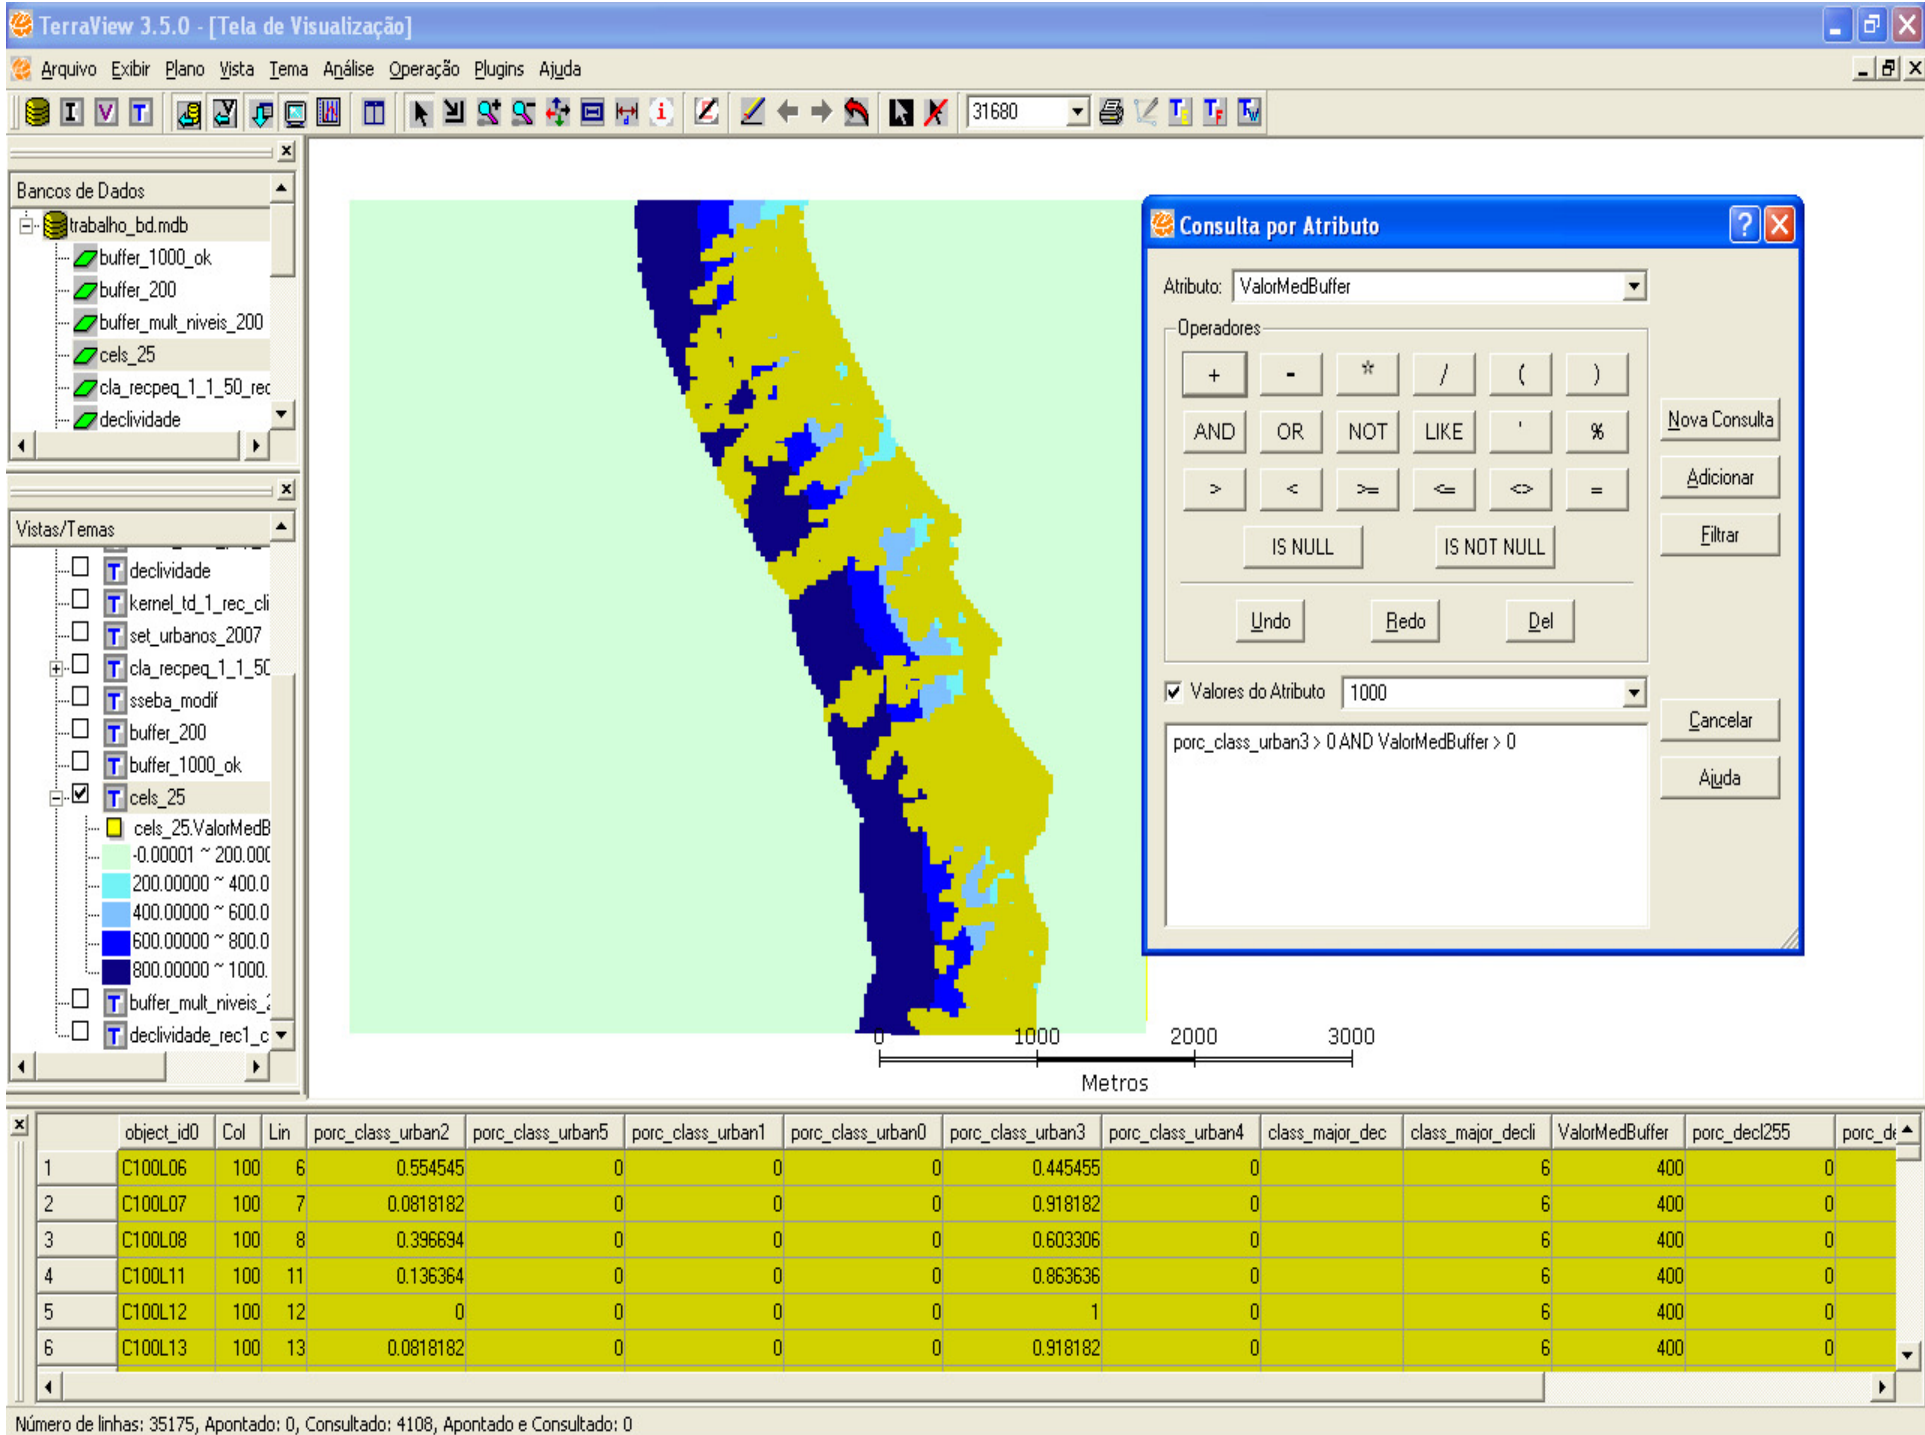 TerraView 3.5.0 - [Tela de Visualização]
Arquivo Exibir Plano Vista Tema Análise Operação Plugins Ajuda
I V T i 31680 T T TW
Bancos de Dados
trabalho_bd.mdb
buffer_1000_ok
buffer_200
buffer_mult_niveis_200
cels_25
cla_recpeq_1_1_50_rec
declividade
Vistas/Temas
T declividade
T kernel_td_1_rec_cli
T set_urbanos_2007
T cla_recpeq_1_1_50
T sseba_modif
T buffer_200
T buffer_1000_ok
T cels_25
cels_25.ValorMedB
-0.00001 ~ 200.000
200.00000 ~ 400.0
400.00000 ~ 600.0
600.00000 ~ 800.0
800.00000 ~ 1000.
T buffer_mult_niveis_2
T declividade_rec1_c
0 1000 2000 3000
Metros
Consulta por Atributo
Atributo: ValorMedBuffer
Operadores
+ - * / ( )
AND OR NOT LIKE ' %
> < >= <= <> =
IS NULL IS NOT NULL
Undo Redo Del
Valores do Atributo 1000
porc_class_urban3 > 0 AND ValorMedBuffer > 0
Nova Consulta
Adicionar
Filtrar
Cancelar
Ajuda
object_id0 Col Lin porc_class_urban2 porc_class_urban5 porc_class_urban1 porc_class_urban0 porc_class_urban3 porc_class_urban4 class_major_dec class_major_decli ValorMedBuffer porc_decl255 porc_de
1 C100L06 100 6 0.554545 0 0 0 0.445455 0 6 400 0
2 C100L07 100 7 0.0818182 0 0 0 0.918182 0 6 400 0
3 C100L08 100 8 0.396694 0 0 0 0.603306 0 6 400 0
4 C100L11 100 11 0.136364 0 0 0 0.863636 0 6 400 0
5 C100L12 100 12 0 0 0 0 1 0 6 400 0
6 C100L13 100 13 0.0818182 0 0 0 0.918182 0 6 400 0
Número de linhas: 35175, Apontado: 0, Consultado: 4108, Apontado e Consultado: 0